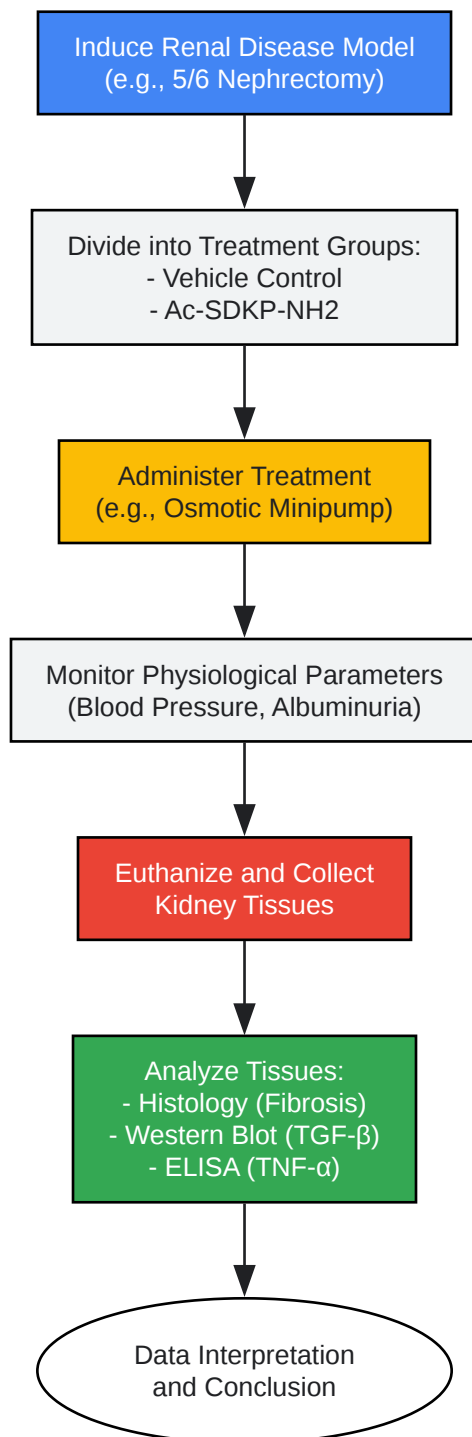 Induce Renal Disease Model
(e.g., 5/6 Nephrectomy)
Divide into Treatment Groups:
- Vehicle Control
- Ac-SDKP-NH2
Administer Treatment
(e.g., Osmotic Minipump)
Monitor Physiological Parameters
(Blood Pressure, Albuminuria)
Euthanize and Collect
Kidney Tissues
Analyze Tissues:
- Histology (Fibrosis)
- Western Blot (TGF-β)
- ELISA (TNF-α)
Data Interpretation
and Conclusion